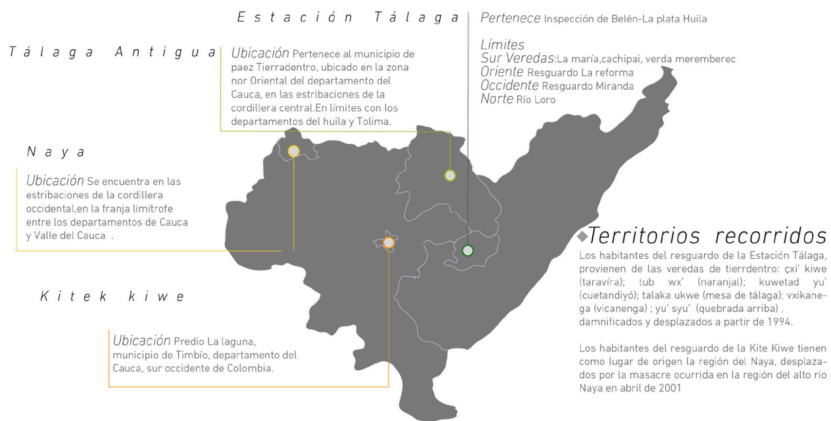 Estación Tálaga
Pertenece Inspección de Belén-La plata Huila
Límites
Sur Veredas:La maría,cachipai, verda meremberec
Oriente Resguardo La reforma
Occidente Resguardo Miranda
Norte Río Loro
Tálaga Antigua
Ubicación Pertenece al municipio de
paez Tierradentro, ubicado en la zona
nor Oriental del departamento del
Cauca, en las estribaciones de la
cordillera central.En límites con los
departamentos del huila y Tolima.
Naya
Ubicación Se encuentra en las
estribaciones de la cordillera
occidental,en la franja limítrofe
entre los departamentos de Cauca
y Valle del Cauca .
Kitek kiwe
Ubicación Predio La laguna,
municipio de Timbío, departamento del
Cauca, sur occidente de Colombia.
Territorios recorridos
Los habitantes del resguardo de la Estación Tálaga,
provienen de las veredas de tierrdentro: çxi' kiwe
(taravíra); tub wx' (naranjal); kuwetad yu'
(cuetandiyó); talaka ukwe (mesa de tálaga); vxikane-
ga (vicanenga) ; yu' syu' (quebrada arriba) .
damnificados y desplazados a partir de 1994.
Los habitantes del resguardo de la Kite Kiwe tienen
como lugar de origen la región del Naya, desplaza-
dos por la masacre ocurrida en la región del alto río
Naya en abril de 2001